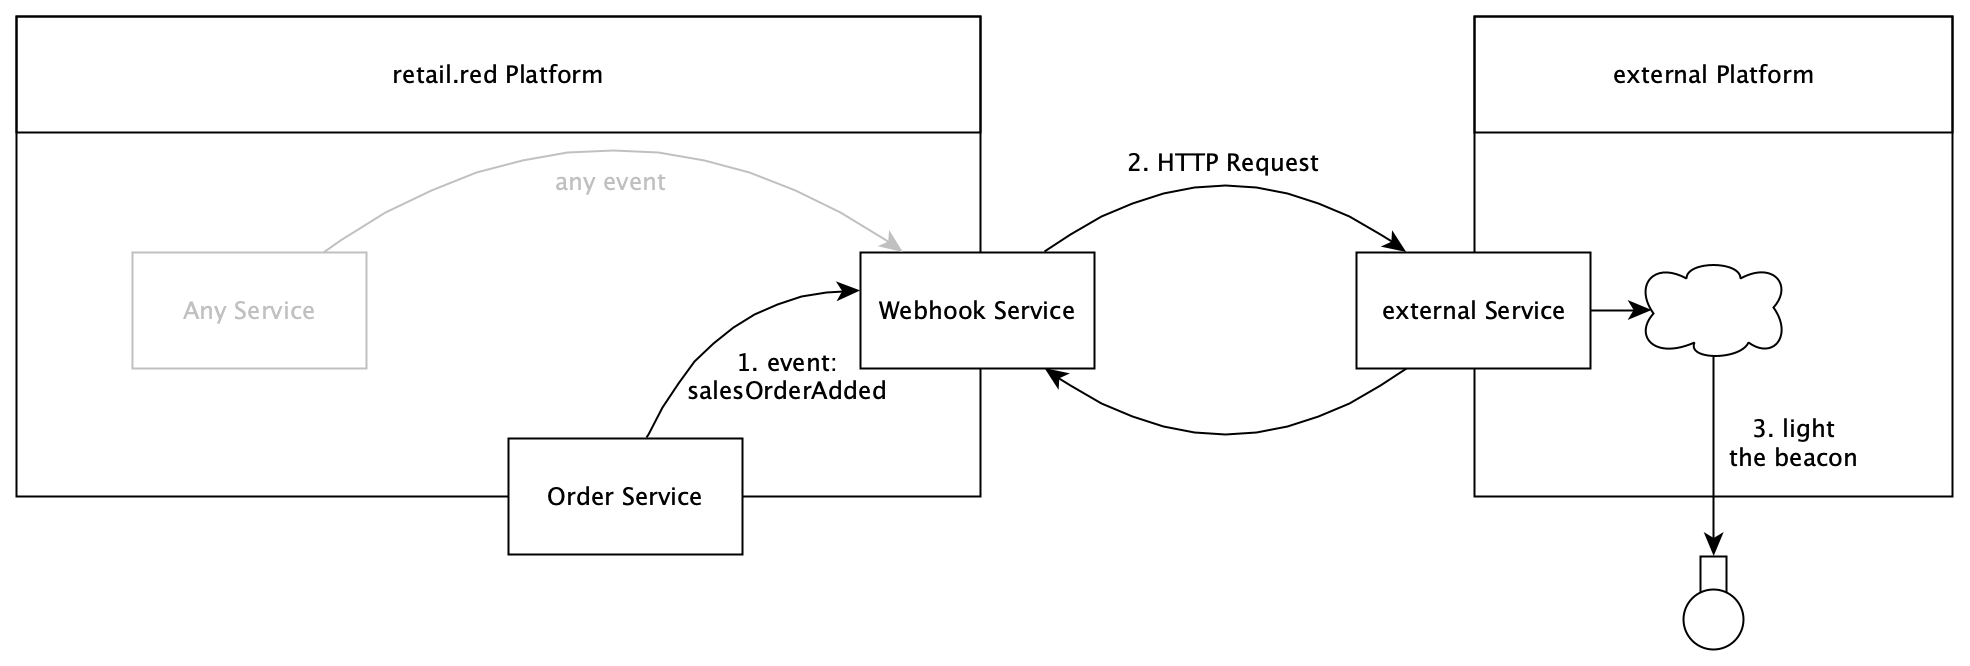 retail.red Platform
external Platform
any event
2. HTTP Request
Any Service
Webhook Service
external Service
1. event:
salesOrderAdded
3. light
the beacon
Order Service